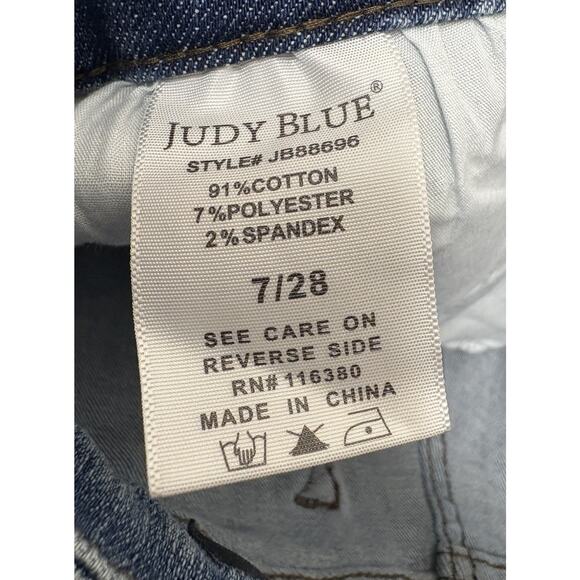 JUDY BLUE®
STYLE# JB88696
91%COTTON
7%POLYESTER
2%SPANDEX
7/28
SEE CARE ON
REVERSE SIDE
RN# 116380
MADE IN CHINA